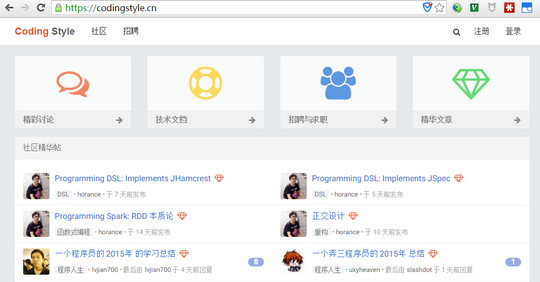 https://codingstyle.cn
Coding Style 社区 招聘 注册 登录
精彩讨论 技术文档 招聘与求职 精华文章
社区精华帖
Programming DSL: Implements JHamcrest
DSL • horance • 于 7 天前发布
Programming DSL: Implements JSpec
DSL • horance • 于 5 天前发布
Programming Spark: RDD 本质论
函数式编程 • horance • 于 14 天前发布
正交设计
重构 • horance • 于 10 天前发布
一个程序员的 2015年 的学习总结
8
程序人生 • lvjian700 • 最后由 lvjian700 于 4 天前回复
一个奔三程序员的 2015年 总结
1
程序人生 • uxyheaven • 最后由 slashdot 于 1 天前回复